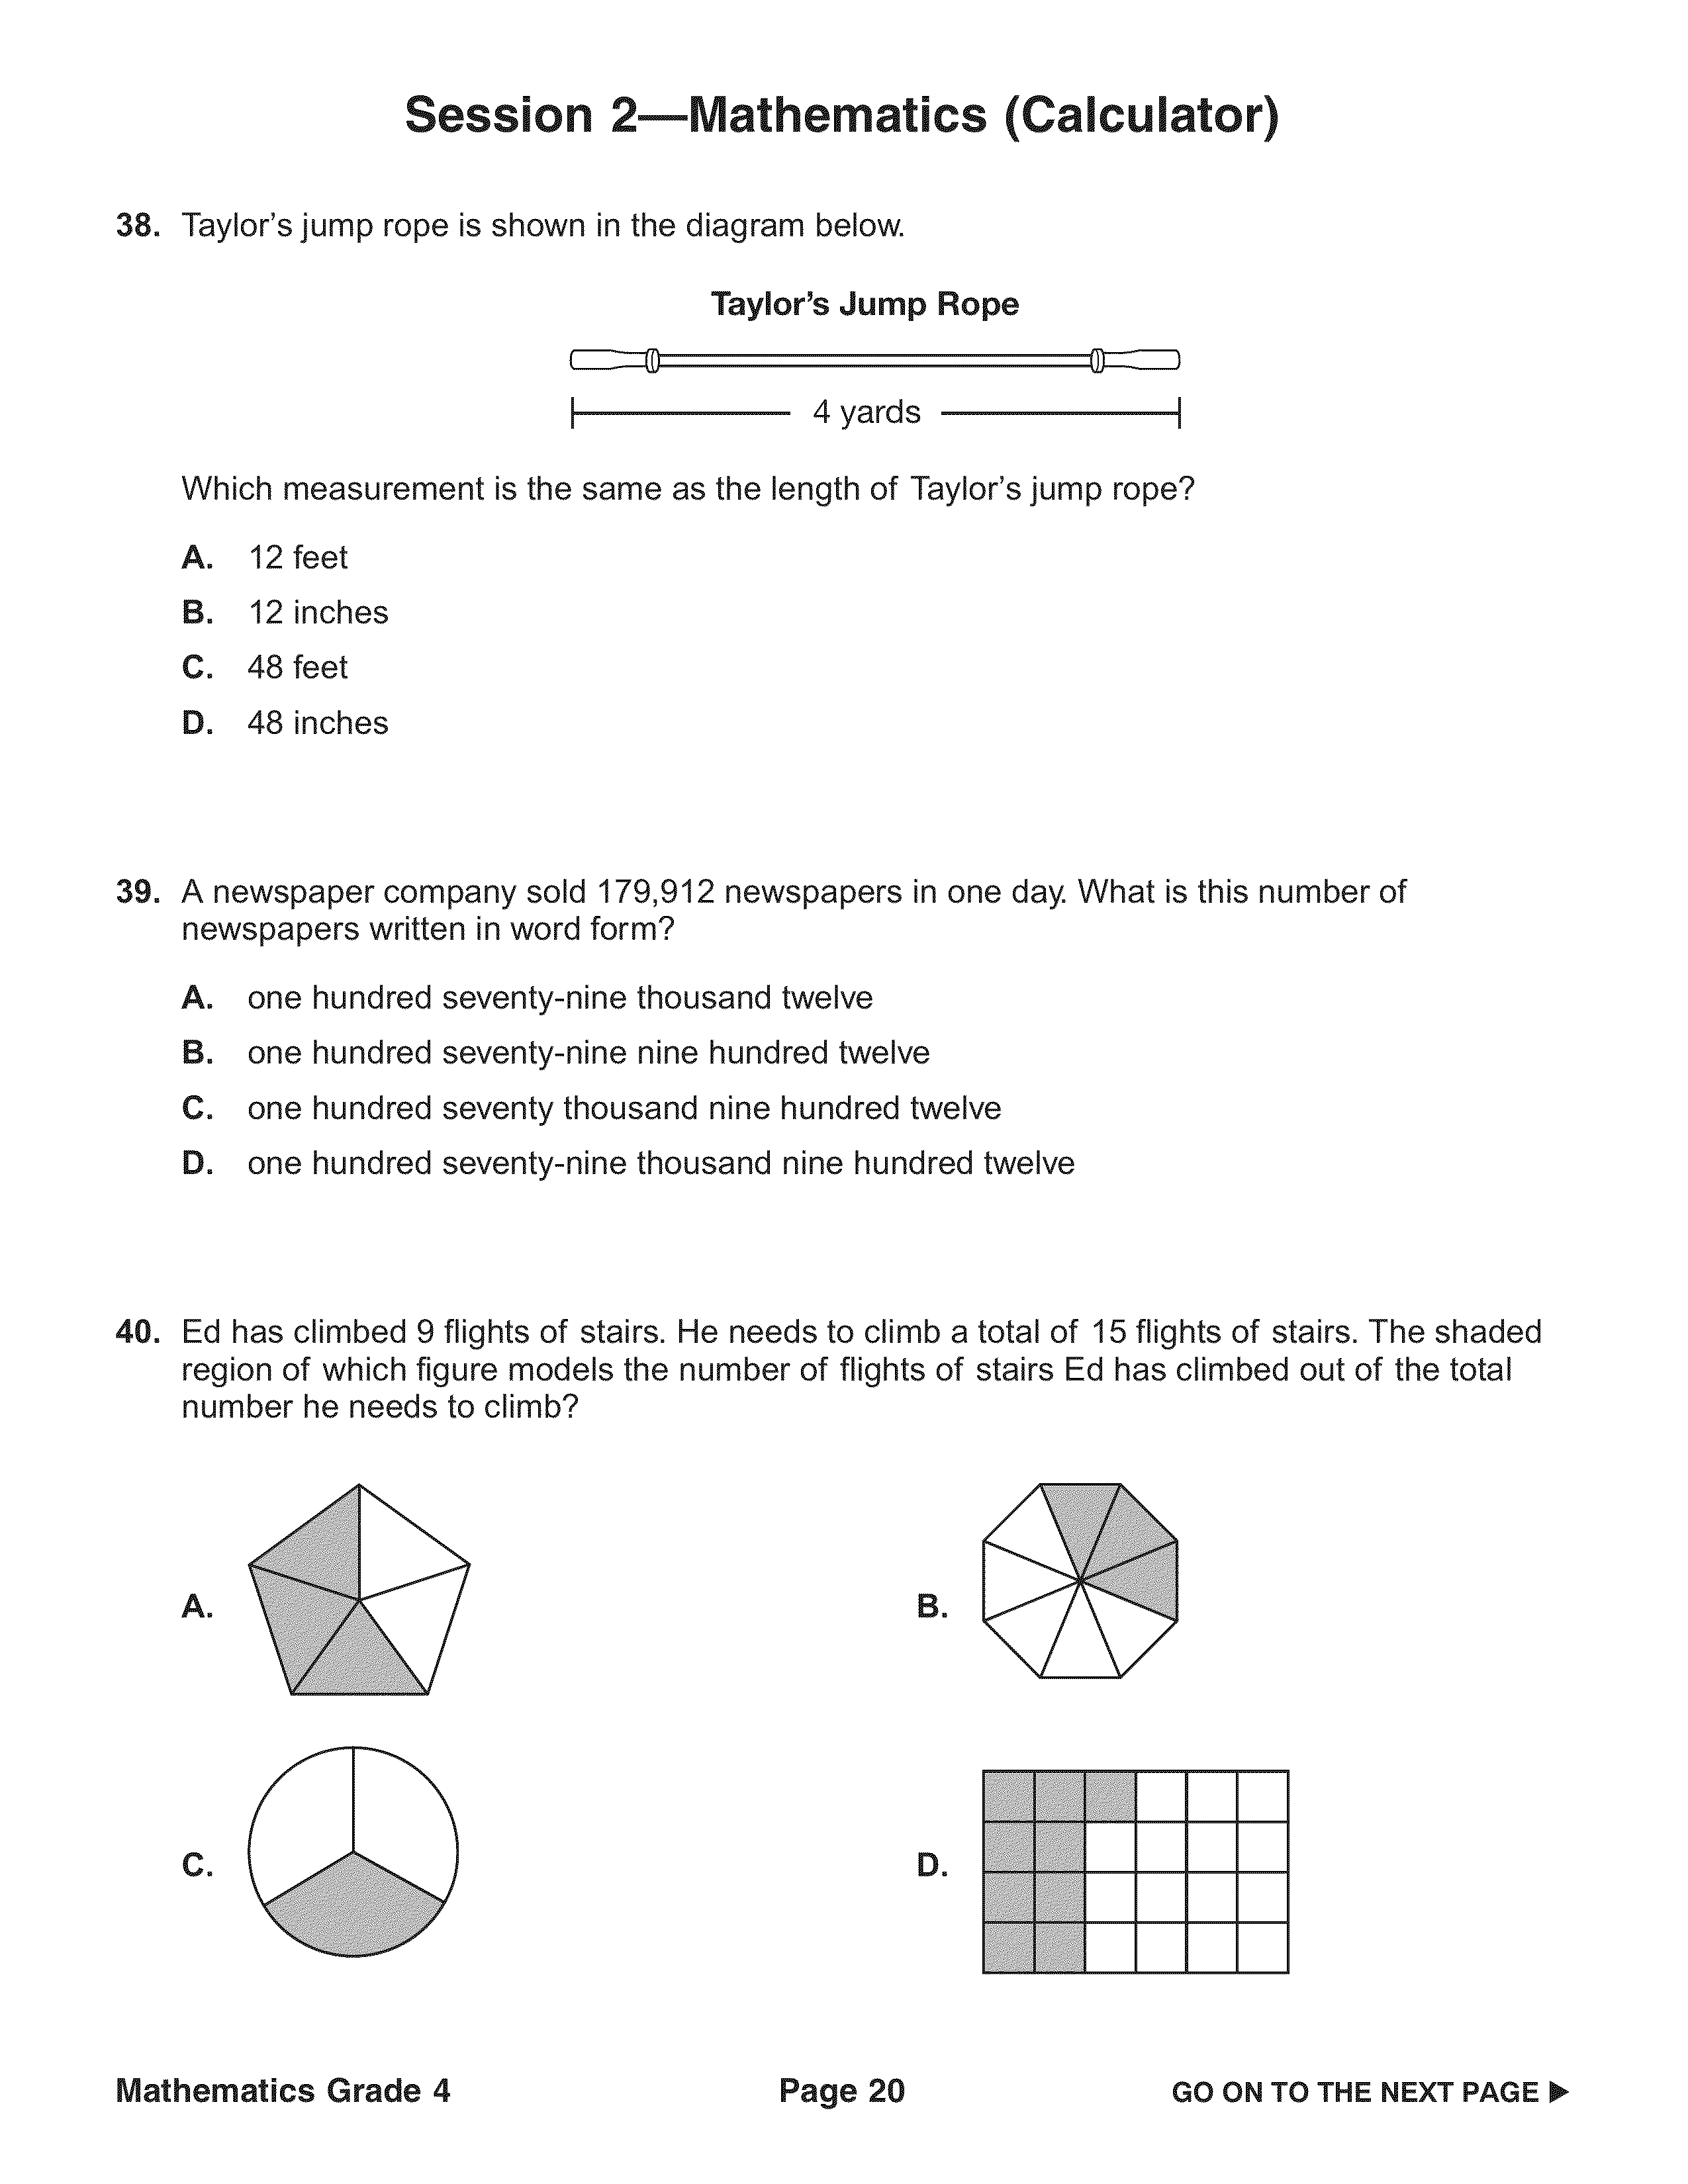 Session 2—Mathematics (Calculator)
38. Taylor’s jump rope is shown in the diagram below.
Taylor’s Jump Rope
4 yards
Which measurement is the same as the length of Taylor’s jump rope?
A. 12 feet
B. 12 inches
C. 48 feet
D. 48 inches
39. A newspaper company sold 179,912 newspapers in one day. What is this number of
newspapers written in word form?
A. one hundred seventy-nine thousand twelve
B. one hundred seventy-nine nine hundred twelve
C. one hundred seventy thousand nine hundred twelve
D. one hundred seventy-nine thousand nine hundred twelve
40. Ed has climbed 9 flights of stairs. He needs to climb a total of 15 flights of stairs. The shaded
region of which figure models the number of flights of stairs Ed has climbed out of the total
number he needs to climb?
A.
B.
C.
D.
Mathematics Grade 4
Page 20
GO ON TO THE NEXT PAGE ▶